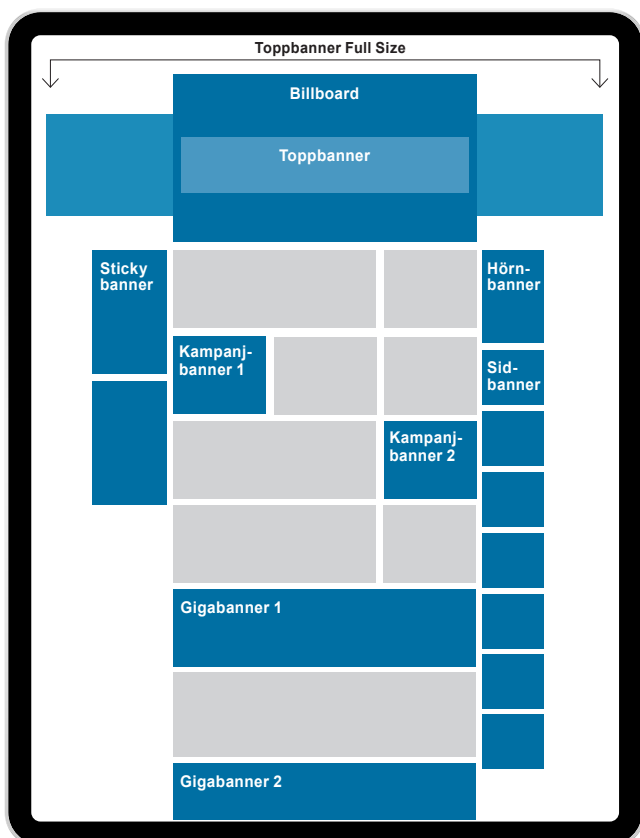 Toppbanner Full Size
Billboard
Toppbanner
Sticky
banner
Hörn-
banner
Kampanj-
banner 1
Sid-
banner
Kampanj-
banner 2
Gigabanner 1
Gigabanner 2